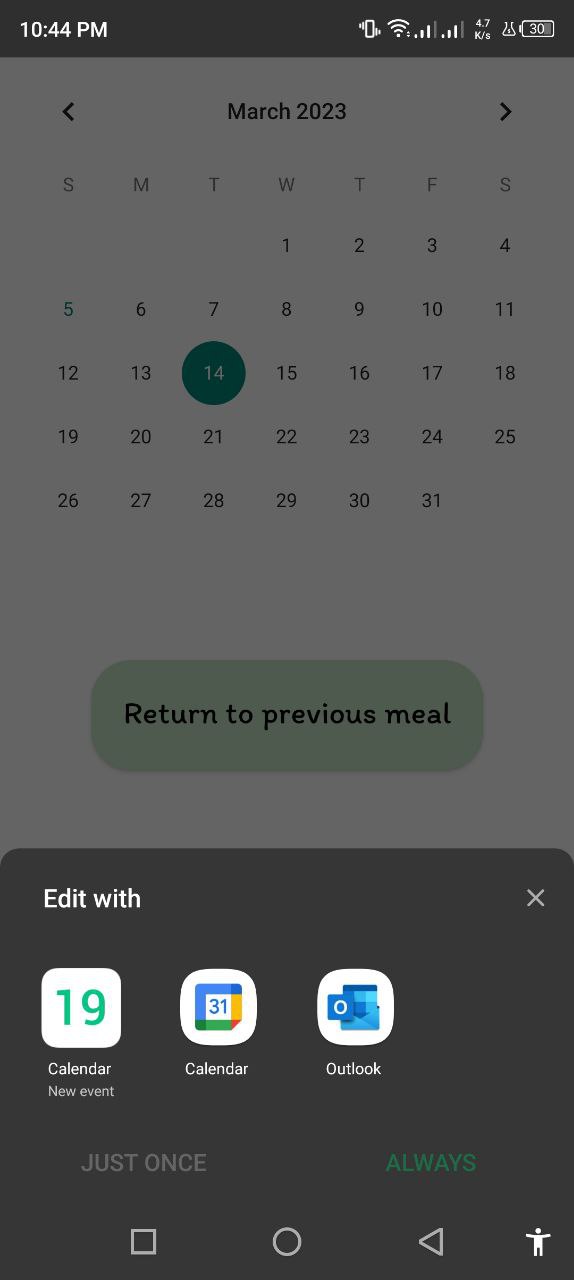 10:44 PM 4.7 K/s 30
March 2023
S M T W T F S
1 2 3 4
5 6 7 8 9 10 11
12 13 14 15 16 17 18
19 20 21 22 23 24 25
26 27 28 29 30 31
Return to previous meal
Edit with
19 31 O
Calendar Calendar Outlook
New event
JUST ONCE ALWAYS